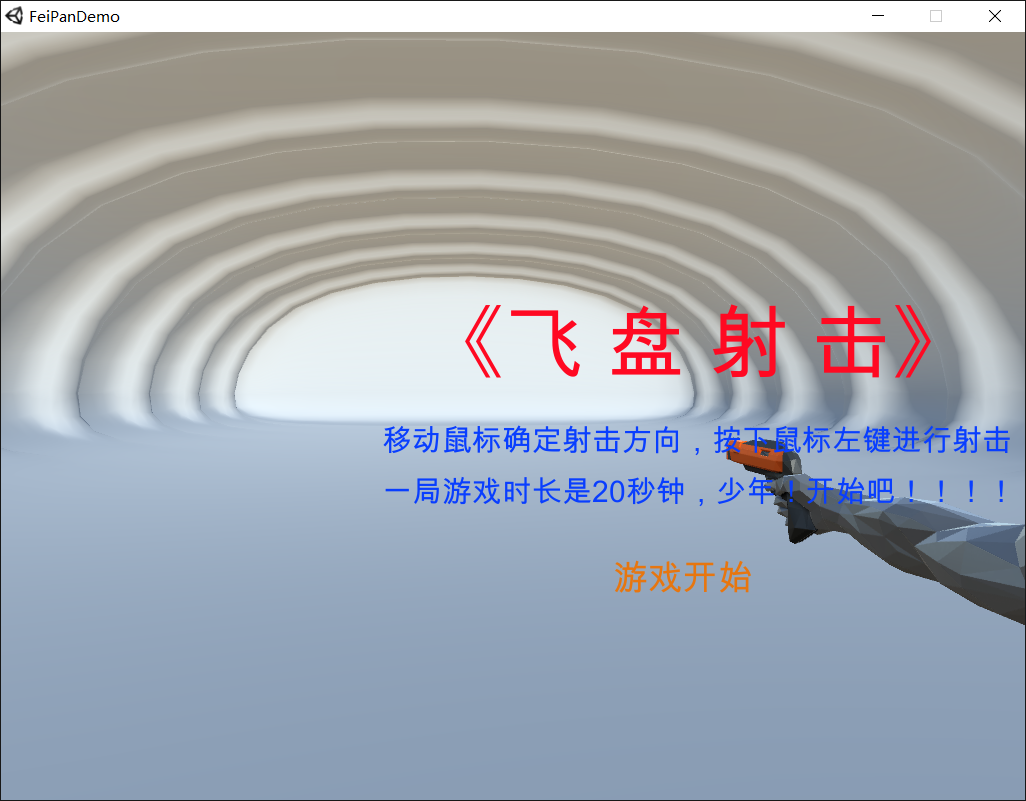 FeiPanDemo
《飞 盘 射 击》
移动鼠标确定射击方向，按下鼠标左键进行射击
一局游戏时长是20秒钟，少年！开始吧！！！！
游戏开始